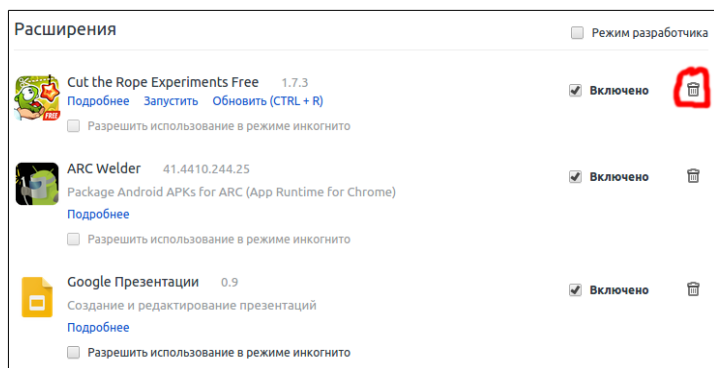 Расширения
Режим разработчика
Cut the Rope Experiments Free 1.7.3
Подробнее Запустить Обновить (CTRL + R)
Включено
Разрешить использование в режиме инкогнито
FREE
ARC Welder 41.4410.244.25
Package Android APKs for ARC (App Runtime for Chrome)
Включено
Подробнее
Разрешить использование в режиме инкогнито
Google Презентации 0.9
Создание и редактирование презентаций
Включено
Подробнее
Разрешить использование в режиме инкогнито